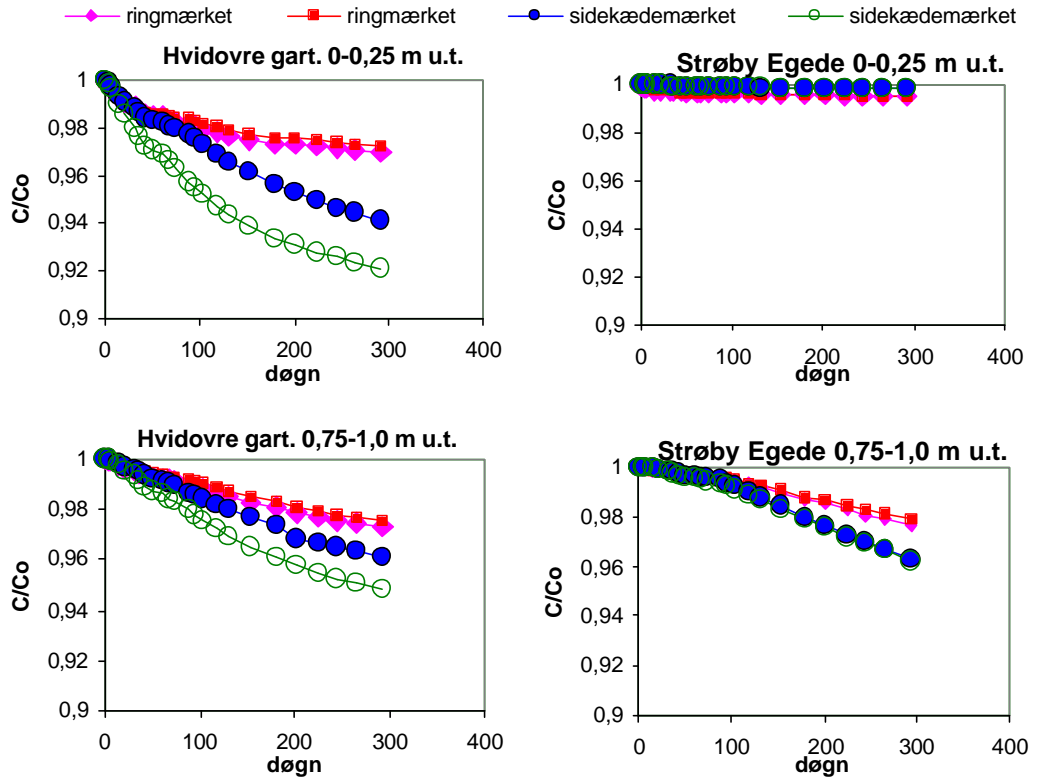 ringmærket ringmærket sidekædemærket sidekædemærket
Hvidovre gart. 0-0,25 m u.t.
1
0,98
0,96
0,94
0,92
0,9
C/Co
0 100 200 300 400
døgn
Strøby Egede 0-0,25 m u.t.
1
0,98
0,96
0,94
0,92
0,9
C/Co
0 100 200 300 400
døgn
Hvidovre gart. 0,75-1,0 m u.t.
1
0,98
0,96
0,94
0,92
0,9
C/Co
0 100 200 300 400
døgn
Strøby Egede 0,75-1,0 m u.t.
1
0,98
0,96
0,94
0,92
0,9
C/Co
0 100 200 300 400
døgn